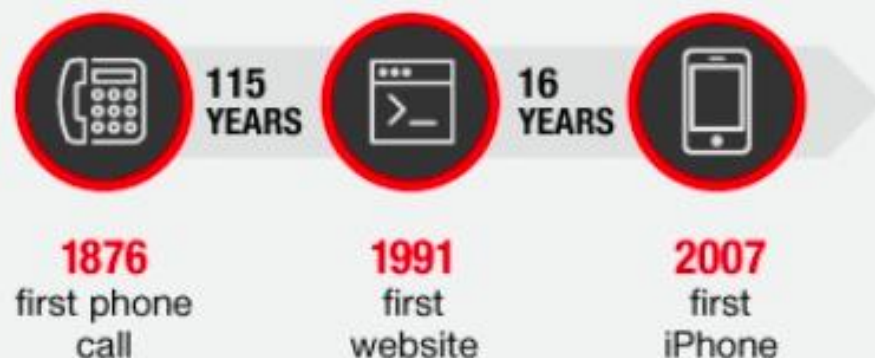 115
YEARS
16
YEARS
1876
first phone
call
1991
first
website
2007
first
iPhone